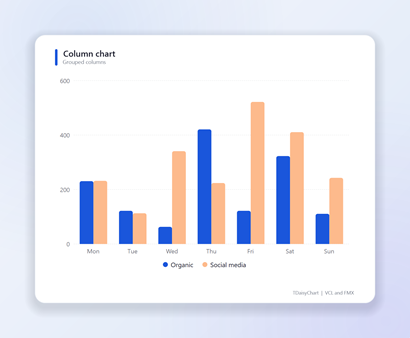 Column chart
Grouped columns
600
400
200
0
Mon Tue Wed Thu Fri Sat Sun
Organic Social media
TDassyChart | VCL and FMX